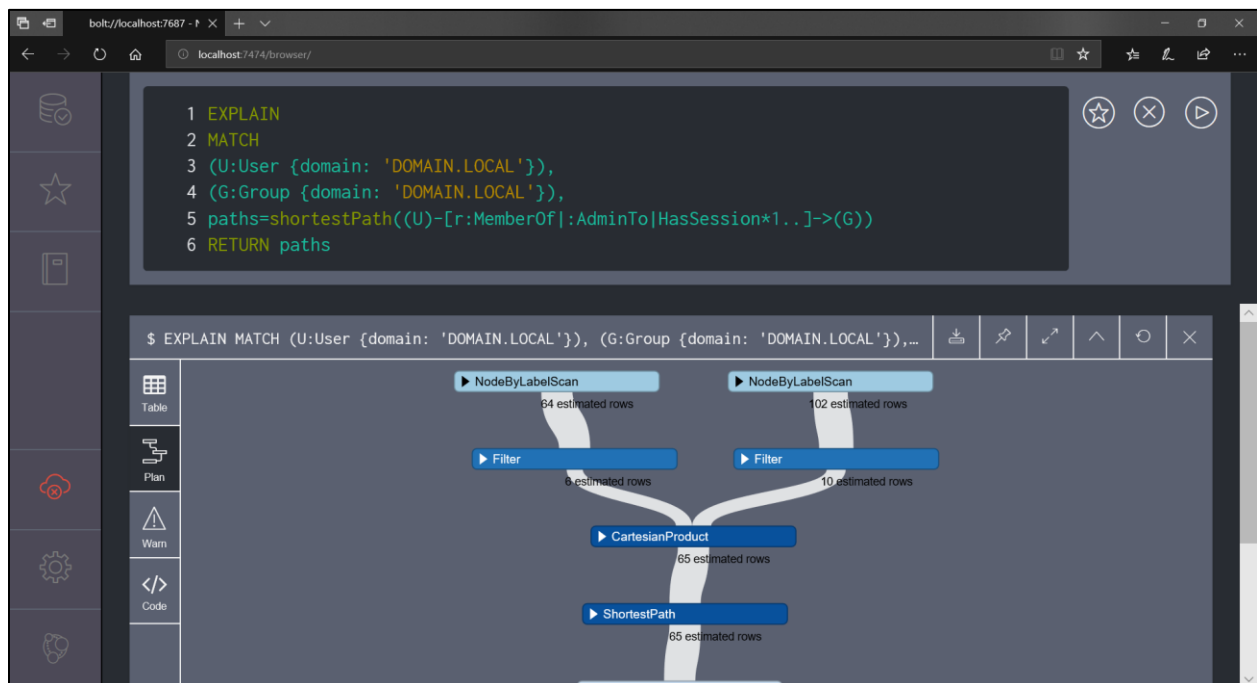 bolt://localhost:7687 - N
localhost:7474/browser/
1 EXPLAIN
2 MATCH
3 (U:User {domain: 'DOMAIN.LOCAL'}),
4 (G:Group {domain: 'DOMAIN.LOCAL'}),
5 paths=shortestPath((U)-[r:MemberOf|:AdminTo|HasSession*1..]->(G))
6 RETURN paths
$ EXPLAIN MATCH (U:User {domain: 'DOMAIN.LOCAL'}), (G:Group {domain: 'DOMAIN.LOCAL'}),…
Table
Plan
Warn
Code
NodeByLabelScan
64 estimated rows
NodeByLabelScan
102 estimated rows
Filter
6 estimated rows
Filter
10 estimated rows
CartesianProduct
65 estimated rows
ShortestPath
65 estimated rows